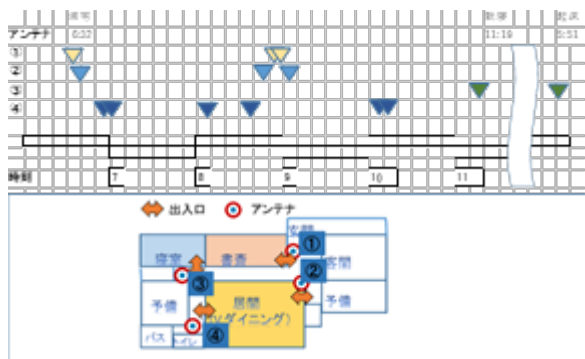 帰宅 就寝 起床
アンテナ 6:32 11:19 5:51
①
②
③
④
時刻 7 8 9 10 11
出入口 アンテナ
玄関
①
寝室 書斎 客間
②
③
予備 居間 予備
ダイニング)
バス トイレ ④